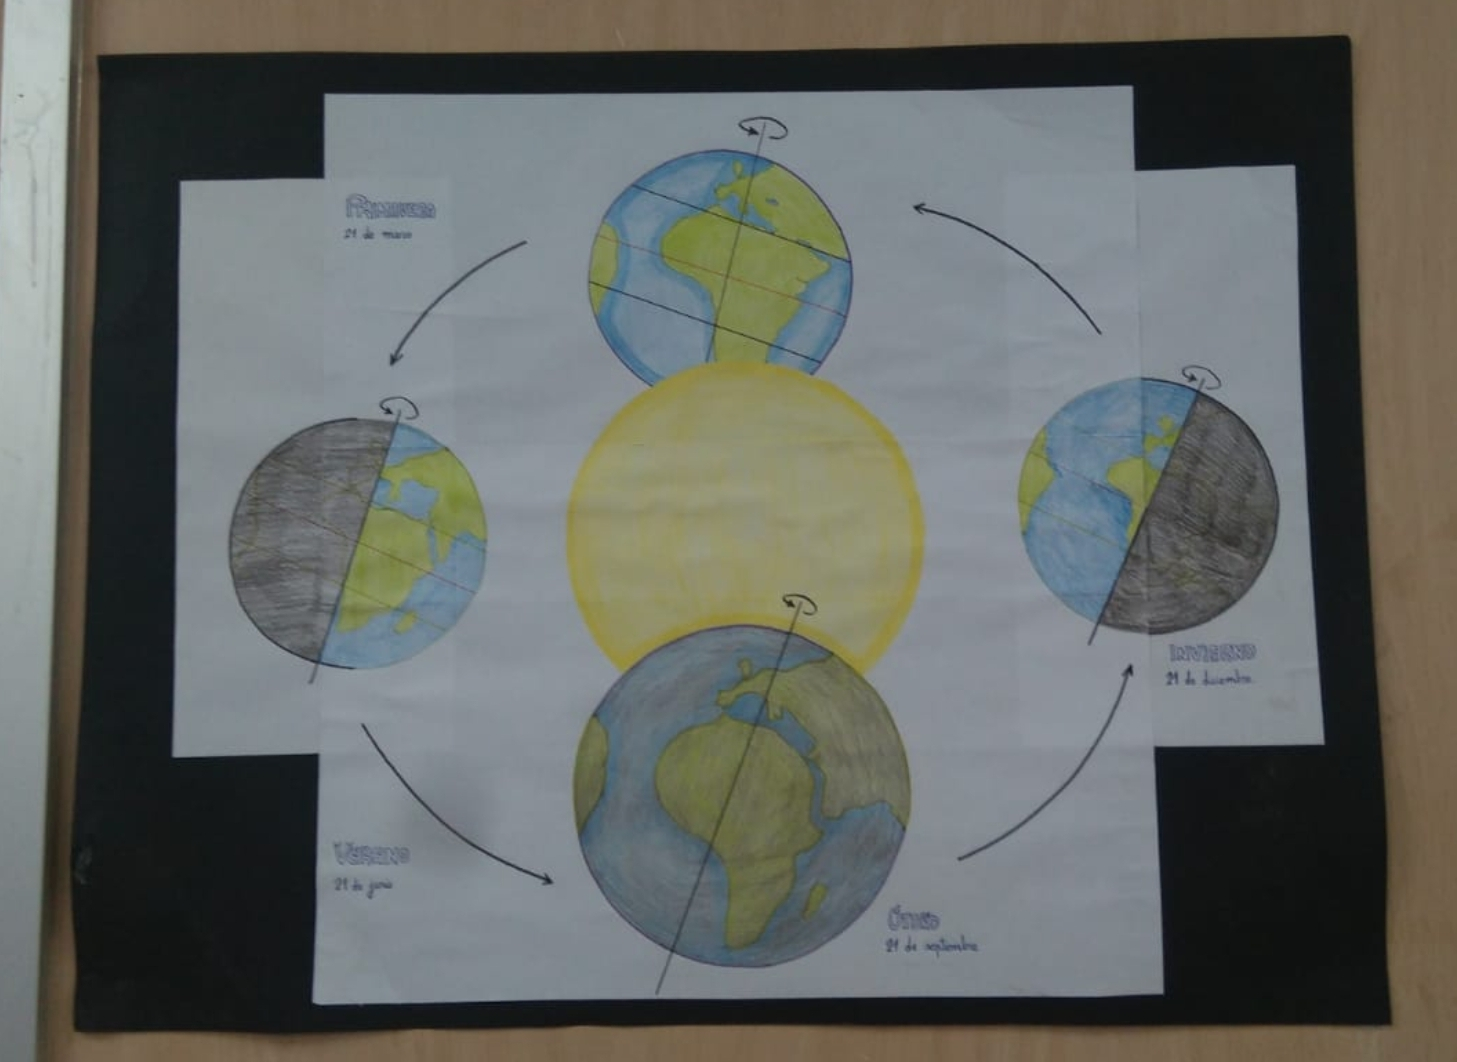 PRIMAVERA
21 de marzo
INVIERNO
21 de diciembre
VERANO
21 de junio
OTOÑO
21 de septiembre